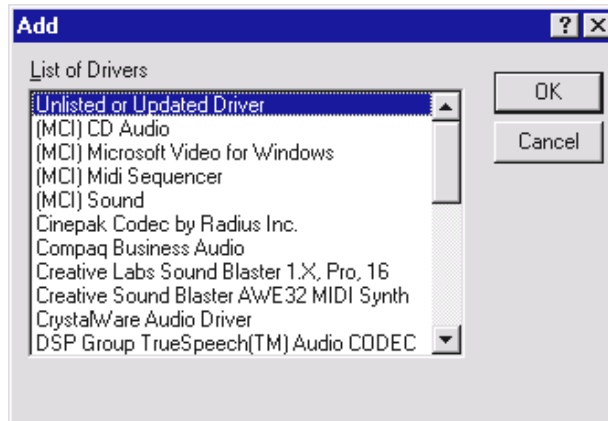 Add
List of Drivers
Unlisted or Updated Driver
(MCI) CD Audio
(MCI) Microsoft Video for Windows
(MCI) Midi Sequencer
(MCI) Sound
Cinepak Codec by Radius Inc.
Compaq Business Audio
Creative Labs Sound Blaster 1.X, Pro, 16
Creative Sound Blaster AWE32 MIDI Synth
CrystalWare Audio Driver
DSP Group TrueSpeech(TM) Audio CODEC
OK
Cancel